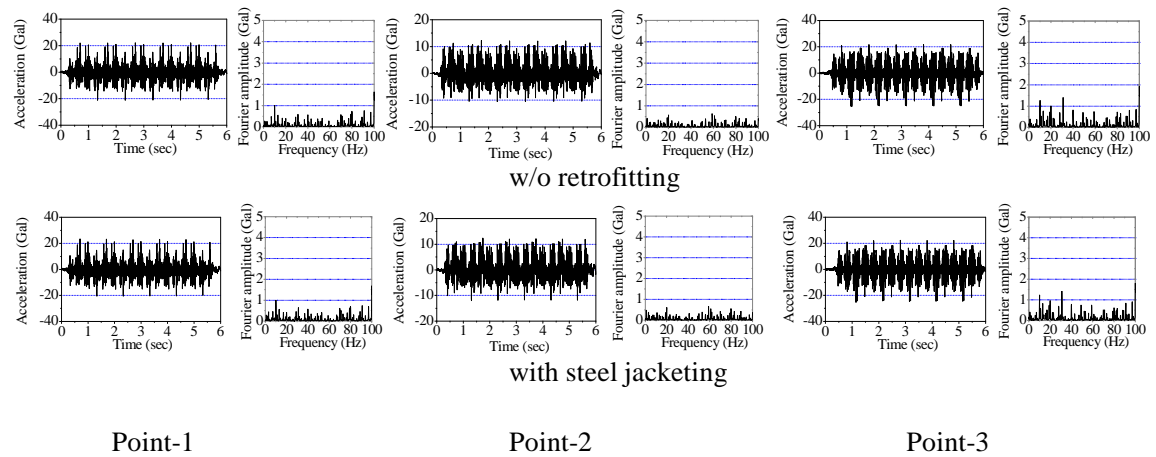 Acceleration (Gal)
40
20
0
-20
-40
0 1 2 3 4 5 6
Time (sec)
Fourier amplitude (Gal)
5
4
3
2
1
0
0 20 40 60 80 100
Frequency (Hz)
Acceleration (Gal)
20
10
0
-10
-20
0 1 2 3 4 5 6
Time (sec)
Fourier amplitude (Gal)
5
4
3
2
1
0
0 20 40 60 80 100
Frequency (Hz)
Acceleration (Gal)
40
20
0
-20
-40
0 1 2 3 4 5 6
Time (sec)
Fourier amplitude (Gal)
5
4
3
2
1
0
0 20 40 60 80 100
Frequency (Hz)
w/o retrofitting
Acceleration (Gal)
40
20
0
-20
-40
0 1 2 3 4 5 6
Time (sec)
Fourier amplitude (Gal)
5
4
3
2
1
0
0 20 40 60 80 100
Frequency (Hz)
Acceleration (Gal)
20
10
0
-10
-20
0 1 2 3 4 5 6
Time (sec)
Fourier amplitude (Gal)
5
4
3
2
1
0
0 20 40 60 80 100
Frequency (Hz)
Acceleration (Gal)
40
20
0
-20
-40
0 1 2 3 4 5 6
Time (sec)
Fourier amplitude (Gal)
5
4
3
2
1
0
0 20 40 60 80 100
Frequency (Hz)
with steel jacketing
Point-1 Point-2 Point-3